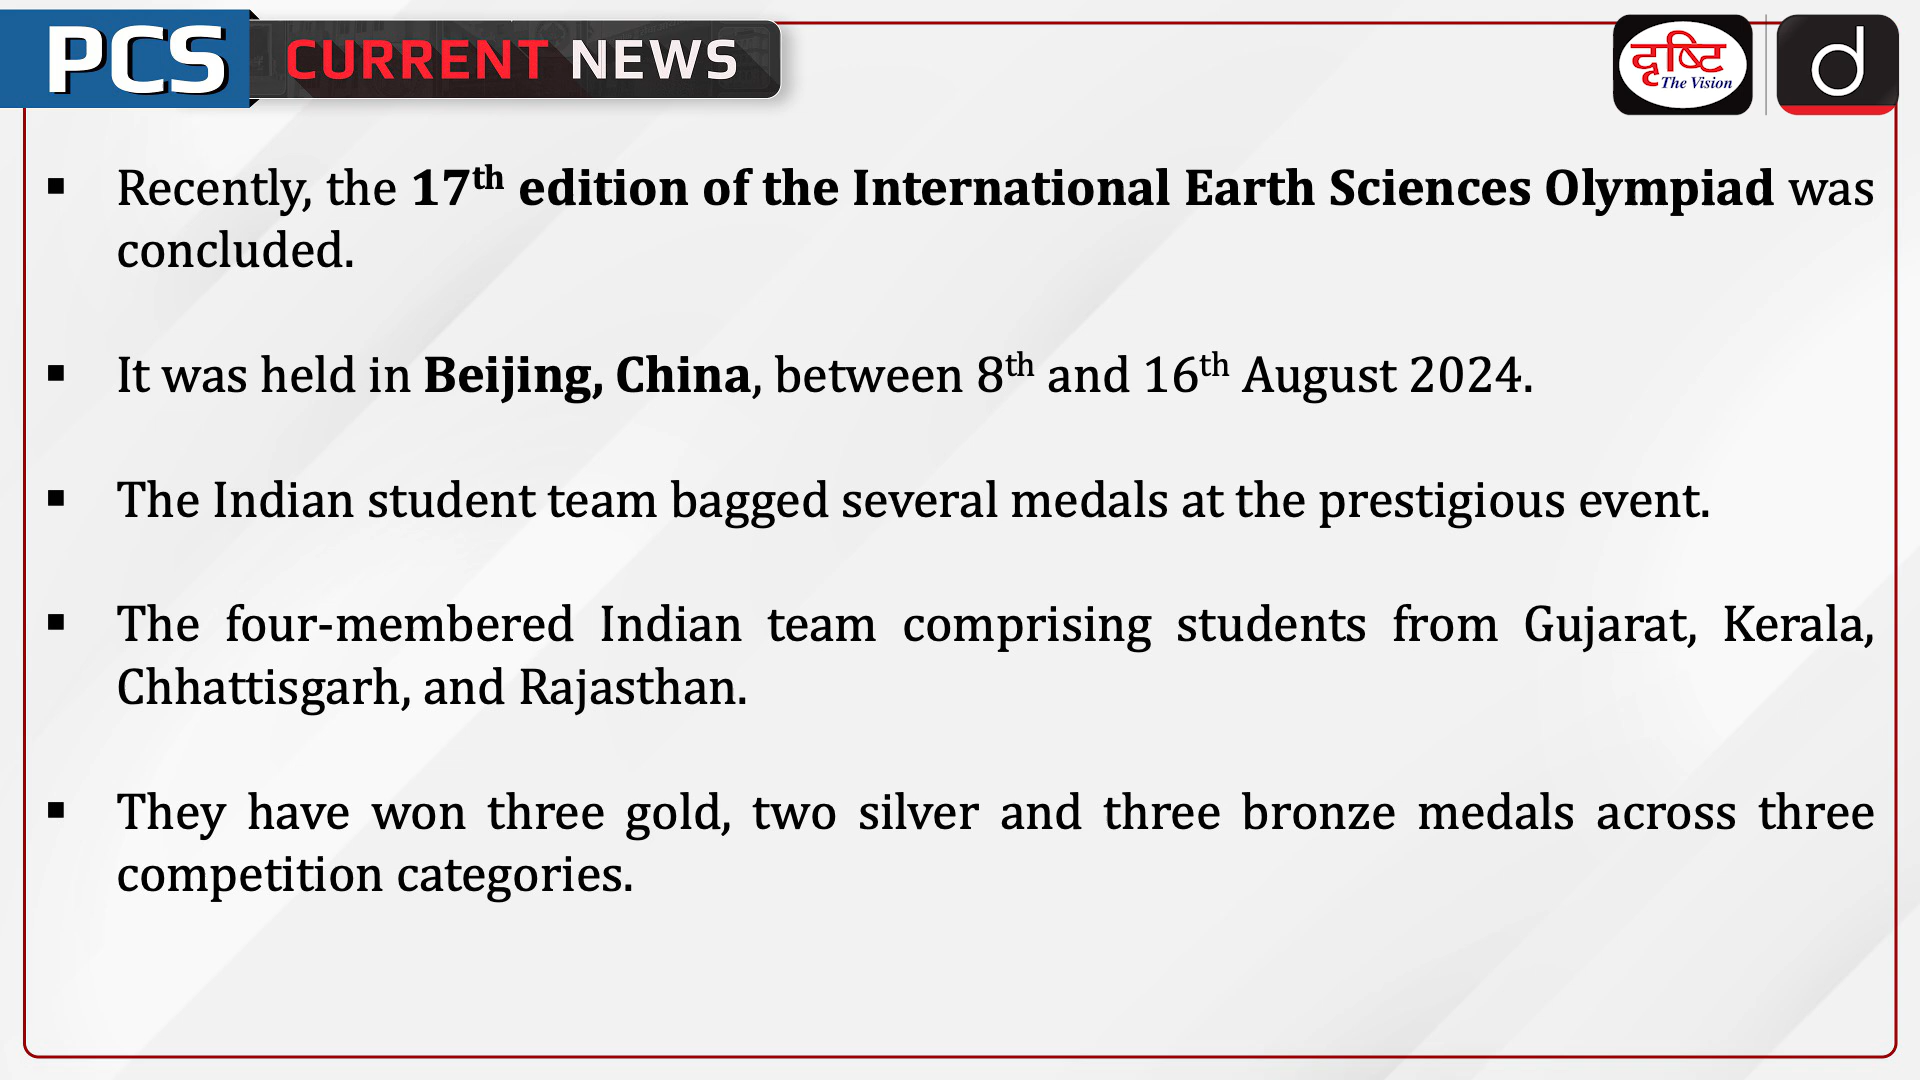 PCS CURRENT NEWS
दृष्टि
The Vision
d
▪ Recently, the 17th edition of the International Earth Sciences Olympiad was
concluded.
▪ It was held in Beijing, China, between 8th and 16th August 2024.
▪ The Indian student team bagged several medals at the prestigious event.
▪ The four-membered Indian team comprising students from Gujarat, Kerala,
Chhattisgarh, and Rajasthan.
▪ They have won three gold, two silver and three bronze medals across three
competition categories.